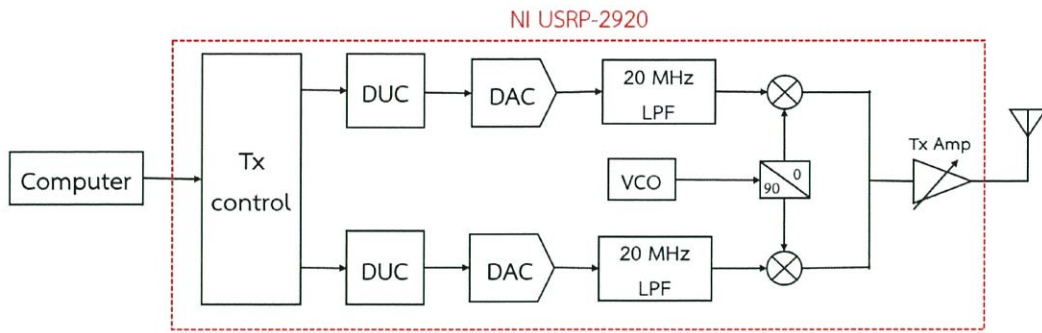 NI USRP-2920
DUC
DAC
20 MHz
LPF
Tx Amp
Computer
Tx
control
VCO
0
90
DUC
DAC
20 MHz
LPF